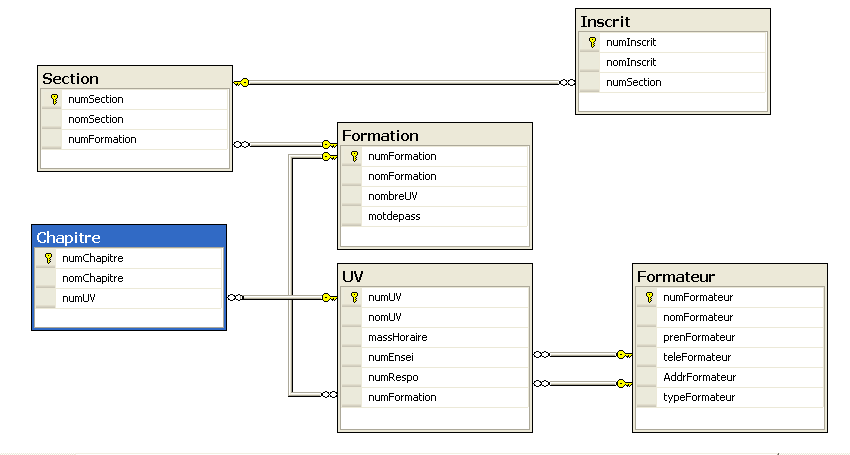 Inscrit
numInscrit
nomInscrit
numSection
Section
numSection
nomSection
numFormation
Formation
numFormation
nomFormation
nombreUV
motdepass
Chapitre
numChapitre
nomChapitre
numUV
UV
numUV
nomUV
massHoraire
numEnsei
numRespo
numFormation
Formateur
numFormateur
nomFormateur
prenFormateur
teleFormateur
AddrFormateur
typeFormateur